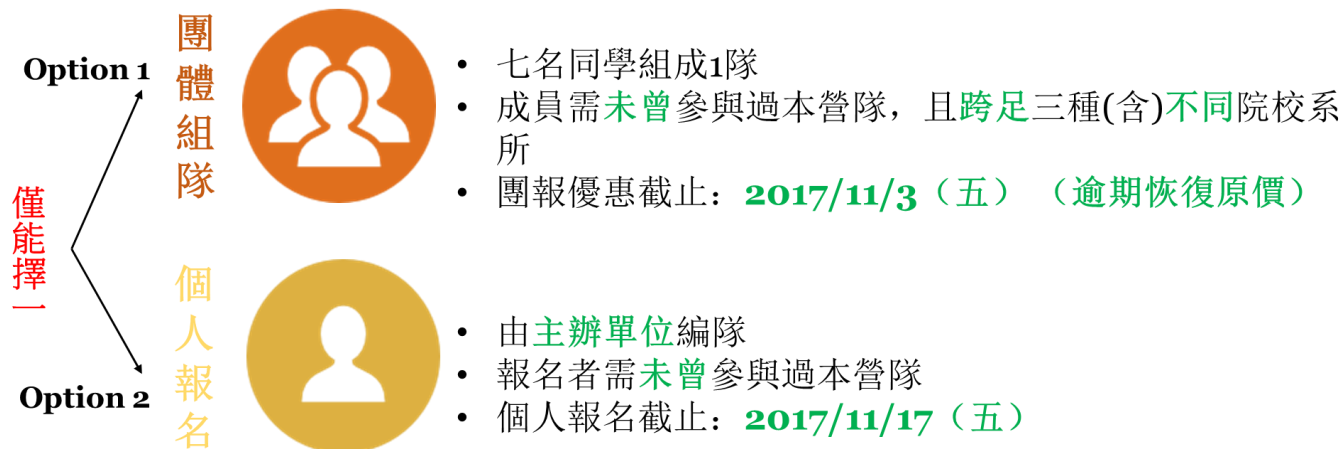 Option 1
團體組隊
• 七名同學組成1隊
• 成員需未曾參與過本營隊，且跨足三種(含)不同院校系
所
• 團報優惠截止：2017/11/3（五）（逾期恢復原價）
僅能擇一
Option 2
個人報名
• 由主辦單位編隊
• 報名者需未曾參與過本營隊
• 個人報名截止：2017/11/17（五）